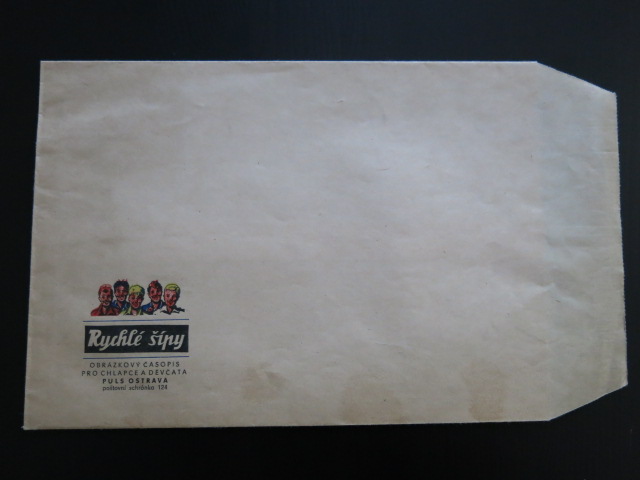 Rychlé šípy
OBRÁZKOVÝ ČASOPIS
PRO CHLAPCE A DĚVČATA
PULS OSTRAVA
poštovní schránka 124